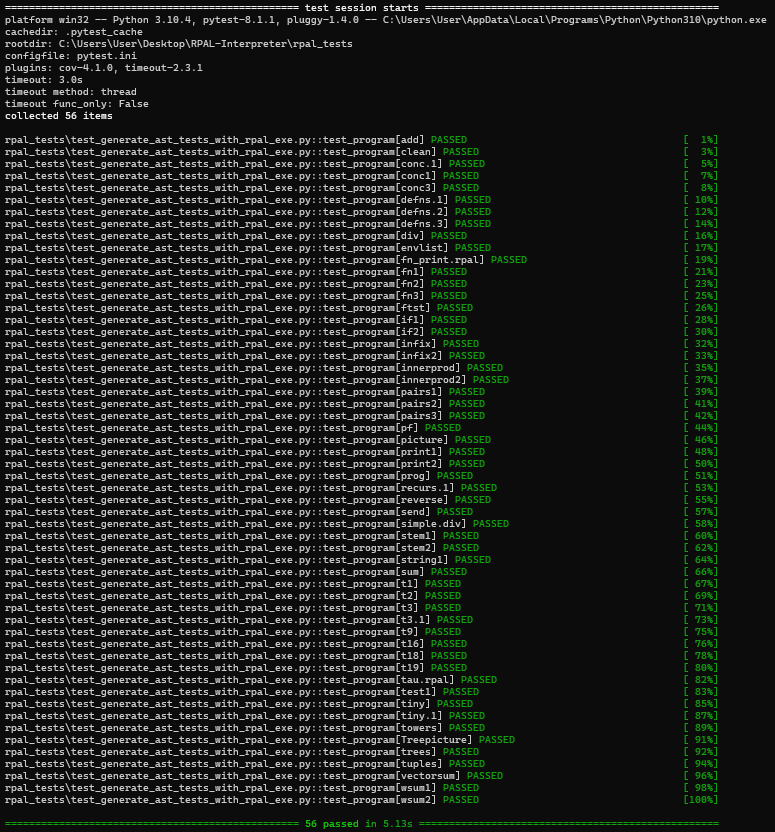 ================================================= test session starts =================================================
platform win32 -- Python 3.10.4, pytest-8.1.1, pluggy-1.4.0 -- C:\Users\User\AppData\Local\Programs\Python\Python310\python.exe
cachedir: .pytest_cache
rootdir: C:\Users\User\Desktop\RPAL-Interpreter\rpal_tests
configfile: pytest.ini
plugins: cov-4.1.0, timeout-2.3.1
timeout: 3.0s
timeout method: thread
timeout func_only: False
collected 56 items
rpal_tests\test_generate_ast_tests_with_rpal_exe.py::test_program[add] PASSED [  1%]
rpal_tests\test_generate_ast_tests_with_rpal_exe.py::test_program[clean] PASSED [  3%]
rpal_tests\test_generate_ast_tests_with_rpal_exe.py::test_program[conc.1] PASSED [  5%]
rpal_tests\test_generate_ast_tests_with_rpal_exe.py::test_program[conc1] PASSED [  7%]
rpal_tests\test_generate_ast_tests_with_rpal_exe.py::test_program[conc3] PASSED [  8%]
rpal_tests\test_generate_ast_tests_with_rpal_exe.py::test_program[defns.1] PASSED [ 10%]
rpal_tests\test_generate_ast_tests_with_rpal_exe.py::test_program[defns.2] PASSED [ 12%]
rpal_tests\test_generate_ast_tests_with_rpal_exe.py::test_program[defns.3] PASSED [ 14%]
rpal_tests\test_generate_ast_tests_with_rpal_exe.py::test_program[div] PASSED [ 16%]
rpal_tests\test_generate_ast_tests_with_rpal_exe.py::test_program[envlist] PASSED [ 17%]
rpal_tests\test_generate_ast_tests_with_rpal_exe.py::test_program[fn_print.rpal] PASSED [ 19%]
rpal_tests\test_generate_ast_tests_with_rpal_exe.py::test_program[fn1] PASSED [ 21%]
rpal_tests\test_generate_ast_tests_with_rpal_exe.py::test_program[fn2] PASSED [ 23%]
rpal_tests\test_generate_ast_tests_with_rpal_exe.py::test_program[fn3] PASSED [ 25%]
rpal_tests\test_generate_ast_tests_with_rpal_exe.py::test_program[ftst] PASSED [ 26%]
rpal_tests\test_generate_ast_tests_with_rpal_exe.py::test_program[if1] PASSED [ 28%]
rpal_tests\test_generate_ast_tests_with_rpal_exe.py::test_program[if2] PASSED [ 30%]
rpal_tests\test_generate_ast_tests_with_rpal_exe.py::test_program[infix] PASSED [ 32%]
rpal_tests\test_generate_ast_tests_with_rpal_exe.py::test_program[infix2] PASSED [ 33%]
rpal_tests\test_generate_ast_tests_with_rpal_exe.py::test_program[innerprod] PASSED [ 35%]
rpal_tests\test_generate_ast_tests_with_rpal_exe.py::test_program[innerprod2] PASSED [ 37%]
rpal_tests\test_generate_ast_tests_with_rpal_exe.py::test_program[pairs1] PASSED [ 39%]
rpal_tests\test_generate_ast_tests_with_rpal_exe.py::test_program[pairs2] PASSED [ 41%]
rpal_tests\test_generate_ast_tests_with_rpal_exe.py::test_program[pairs3] PASSED [ 42%]
rpal_tests\test_generate_ast_tests_with_rpal_exe.py::test_program[pf] PASSED [ 44%]
rpal_tests\test_generate_ast_tests_with_rpal_exe.py::test_program[picture] PASSED [ 46%]
rpal_tests\test_generate_ast_tests_with_rpal_exe.py::test_program[print1] PASSED [ 48%]
rpal_tests\test_generate_ast_tests_with_rpal_exe.py::test_program[print2] PASSED [ 50%]
rpal_tests\test_generate_ast_tests_with_rpal_exe.py::test_program[prog] PASSED [ 51%]
rpal_tests\test_generate_ast_tests_with_rpal_exe.py::test_program[recurs.1] PASSED [ 53%]
rpal_tests\test_generate_ast_tests_with_rpal_exe.py::test_program[reverse] PASSED [ 55%]
rpal_tests\test_generate_ast_tests_with_rpal_exe.py::test_program[send] PASSED [ 57%]
rpal_tests\test_generate_ast_tests_with_rpal_exe.py::test_program[simple.div] PASSED [ 58%]
rpal_tests\test_generate_ast_tests_with_rpal_exe.py::test_program[stem1] PASSED [ 60%]
rpal_tests\test_generate_ast_tests_with_rpal_exe.py::test_program[stem2] PASSED [ 62%]
rpal_tests\test_generate_ast_tests_with_rpal_exe.py::test_program[string1] PASSED [ 64%]
rpal_tests\test_generate_ast_tests_with_rpal_exe.py::test_program[sum] PASSED [ 66%]
rpal_tests\test_generate_ast_tests_with_rpal_exe.py::test_program[t1] PASSED [ 67%]
rpal_tests\test_generate_ast_tests_with_rpal_exe.py::test_program[t2] PASSED [ 69%]
rpal_tests\test_generate_ast_tests_with_rpal_exe.py::test_program[t3] PASSED [ 71%]
rpal_tests\test_generate_ast_tests_with_rpal_exe.py::test_program[t3.1] PASSED [ 73%]
rpal_tests\test_generate_ast_tests_with_rpal_exe.py::test_program[t9] PASSED [ 75%]
rpal_tests\test_generate_ast_tests_with_rpal_exe.py::test_program[t16] PASSED [ 76%]
rpal_tests\test_generate_ast_tests_with_rpal_exe.py::test_program[t18] PASSED [ 78%]
rpal_tests\test_generate_ast_tests_with_rpal_exe.py::test_program[t19] PASSED [ 80%]
rpal_tests\test_generate_ast_tests_with_rpal_exe.py::test_program[tau.rpal] PASSED [ 82%]
rpal_tests\test_generate_ast_tests_with_rpal_exe.py::test_program[test1] PASSED [ 83%]
rpal_tests\test_generate_ast_tests_with_rpal_exe.py::test_program[tiny] PASSED [ 85%]
rpal_tests\test_generate_ast_tests_with_rpal_exe.py::test_program[tiny.1] PASSED [ 87%]
rpal_tests\test_generate_ast_tests_with_rpal_exe.py::test_program[towers] PASSED [ 89%]
rpal_tests\test_generate_ast_tests_with_rpal_exe.py::test_program[Treepicture] PASSED [ 91%]
rpal_tests\test_generate_ast_tests_with_rpal_exe.py::test_program[trees] PASSED [ 92%]
rpal_tests\test_generate_ast_tests_with_rpal_exe.py::test_program[tuples] PASSED [ 94%]
rpal_tests\test_generate_ast_tests_with_rpal_exe.py::test_program[vectorsum] PASSED [ 96%]
rpal_tests\test_generate_ast_tests_with_rpal_exe.py::test_program[wsum1] PASSED [ 98%]
rpal_tests\test_generate_ast_tests_with_rpal_exe.py::test_program[wsum2] PASSED [100%]
================================================= 56 passed in 5.13s ==================================================